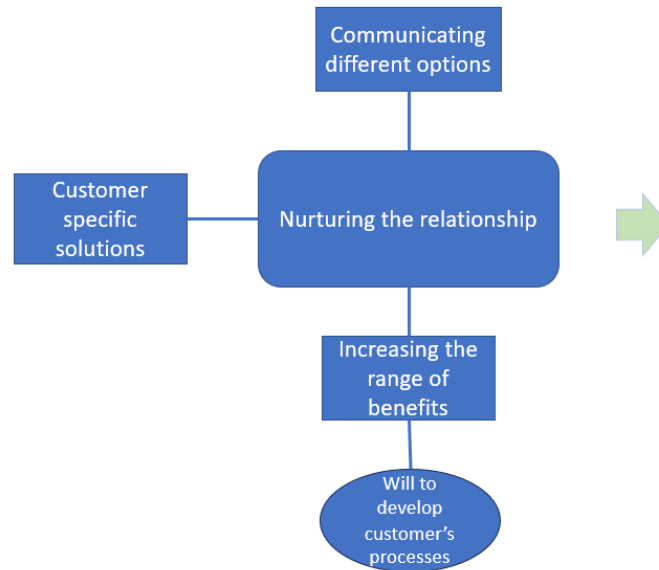 Communicating
different options
Customer
specific
solutions
Nurturing the relationship
Increasing the
range of
benefits
Will to
develop
customer's
processes